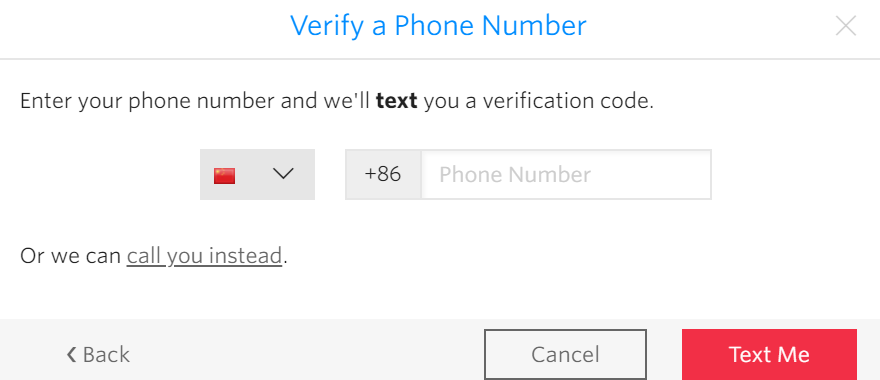 Verify a Phone Number
Enter your phone number and we'll text you a verification code.
+86 Phone Number
Or we can call you instead.
Back Cancel Text Me